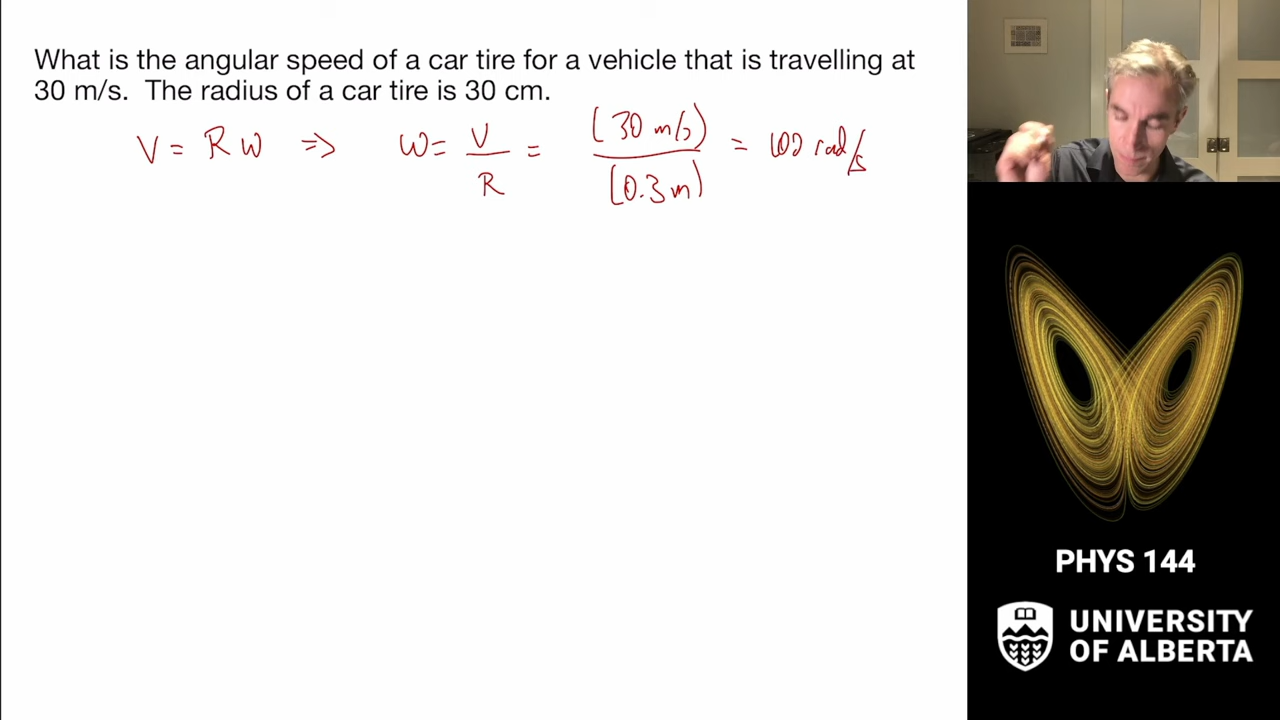 What is the angular speed of a car tire for a vehicle that is travelling at
30 m/s. The radius of a car tire is 30 cm.
V = Rω ⇒ ω = V/R = (30 m/s)/(0.3 m) = 100 rad/s
PHYS 144
UNIVERSITY
OF ALBERTA